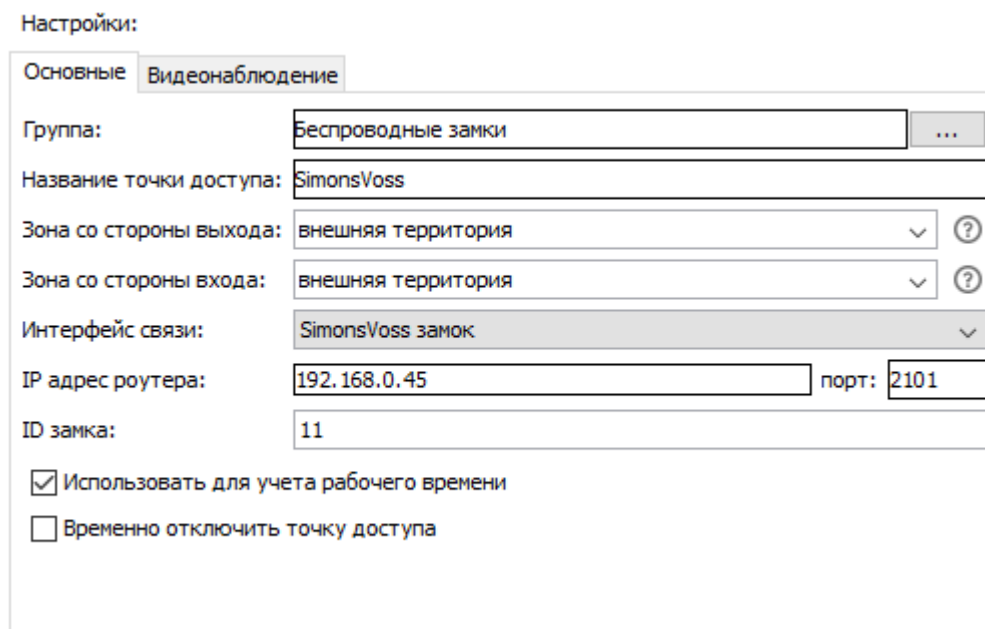 Настройки:
Основные Видеонаблюдение
Группа: Беспроводные замки ...
Название точки доступа: SimonsVoss
Зона со стороны выхода: внешняя территория ?
Зона со стороны входа: внешняя территория ?
Интерфейс связи: SimonsVoss замок
IP адрес роутера: 192.168.0.45 порт: 2101
ID замка: 11
Использовать для учета рабочего времени
Временно отключить точку доступа